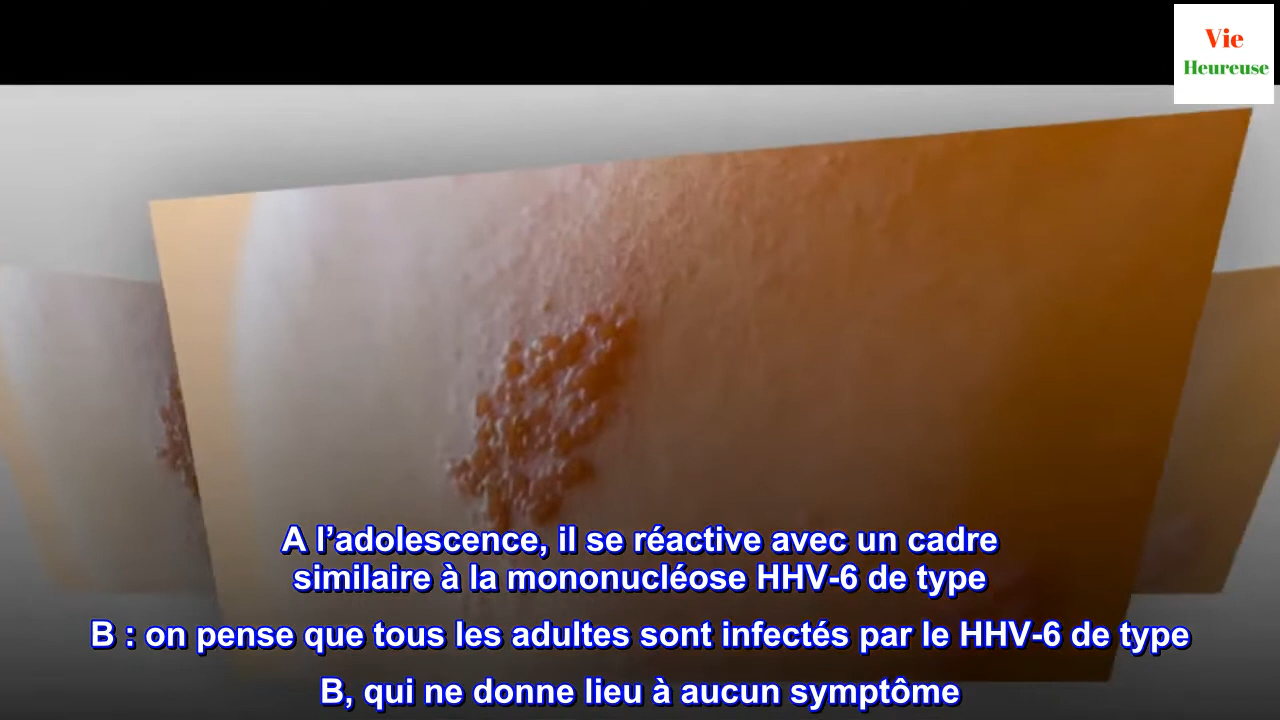 Vie
Heureuse
A l’adolescence, il se réactive avec un cadre
similaire à la mononucléose HHV-6 de type
B : on pense que tous les adultes sont infectés par le HHV-6 de type
B, qui ne donne lieu à aucun symptôme